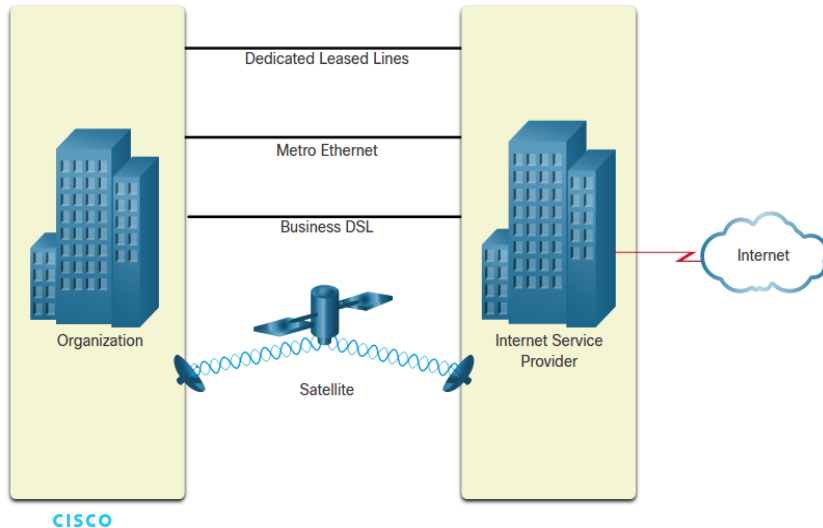 Dedicated Leased Lines
Metro Ethernet
Business DSL
Internet
Organization
Internet Service
Provider
Satellite
CISCO